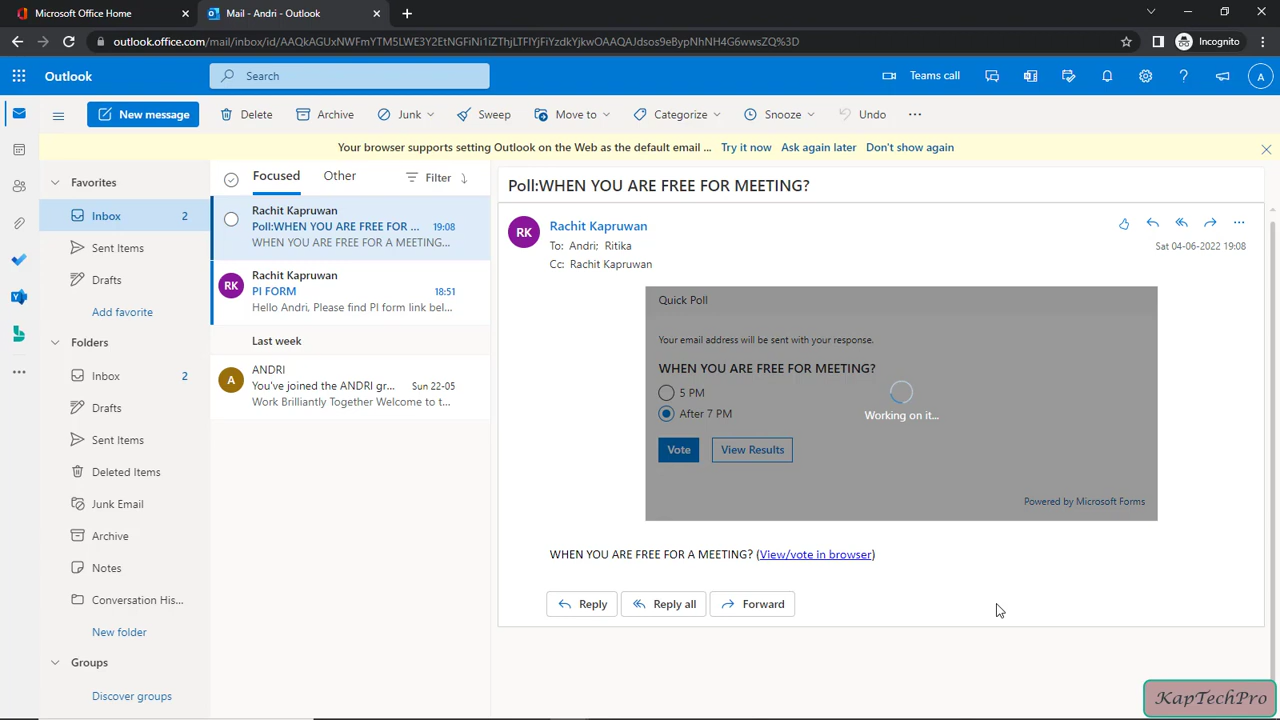 Microsoft Office Home
Mail - Andri - Outlook
outlook.office.com/mail/inbox/id/AAQkAGUxNWFmYTM5LWE3Y2EtNGFiNi1iZThjLTFlYjFiYzdkYjkwOAAQAJdsos9eBypNhNH4G6wwsZQ%3D
Incognito
Outlook
Search
Teams call
A
New message
Delete
Archive
Junk
Sweep
Move to
Categorize
Snooze
Undo
Your browser supports setting Outlook on the Web as the default email ... Try it now Ask again later Don't show again
Favorites
Inbox 2
Sent Items
Drafts
Add favorite
Folders
Inbox 2
Drafts
Sent Items
Deleted Items
Junk Email
Archive
Notes
Conversation His...
New folder
Groups
Discover groups
Focused
Other
Filter
Rachit Kapruwan
Poll:WHEN YOU ARE FREE FOR ... 19:08
WHEN YOU ARE FREE FOR A MEETING...
RK
Rachit Kapruwan
PI FORM 18:51
Hello Andri, Please find PI form link bel...
Last week
A
ANDRI
You've joined the ANDRI gr... Sun 22-05
Work Brilliantly Together Welcome to t...
Poll:WHEN YOU ARE FREE FOR MEETING?
RK
Rachit Kapruwan
To: Andri; Ritika
Cc: Rachit Kapruwan
Sat 04-06-2022 19:08
Quick Poll
Your email address will be sent with your response.
WHEN YOU ARE FREE FOR MEETING?
5 PM
After 7 PM
Working on it...
Vote
View Results
Powered by Microsoft Forms
WHEN YOU ARE FREE FOR A MEETING? (View/vote in browser)
Reply
Reply all
Forward
KapTechPro